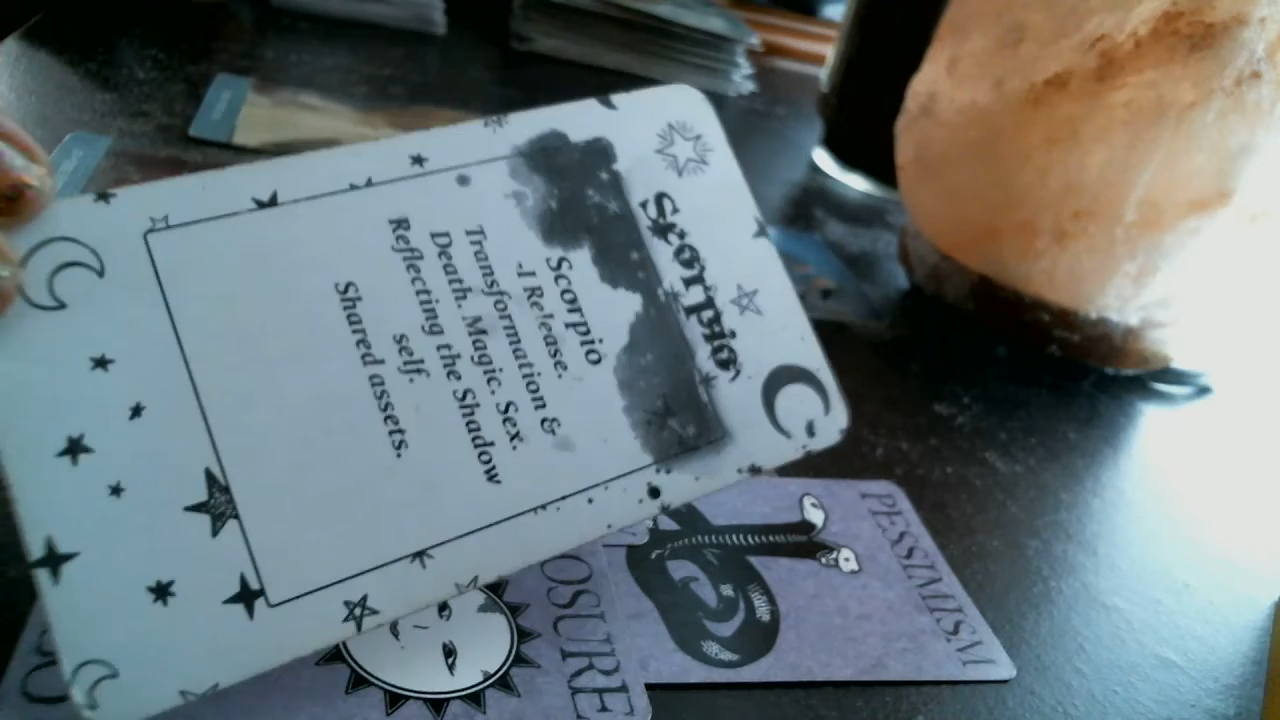 Scorpio
Scorpio
-I Release.
Transformation &
Death. Magic. Sex.
Reflecting the Shadow
self.
Shared assets.
PESSIMISM
OSURE